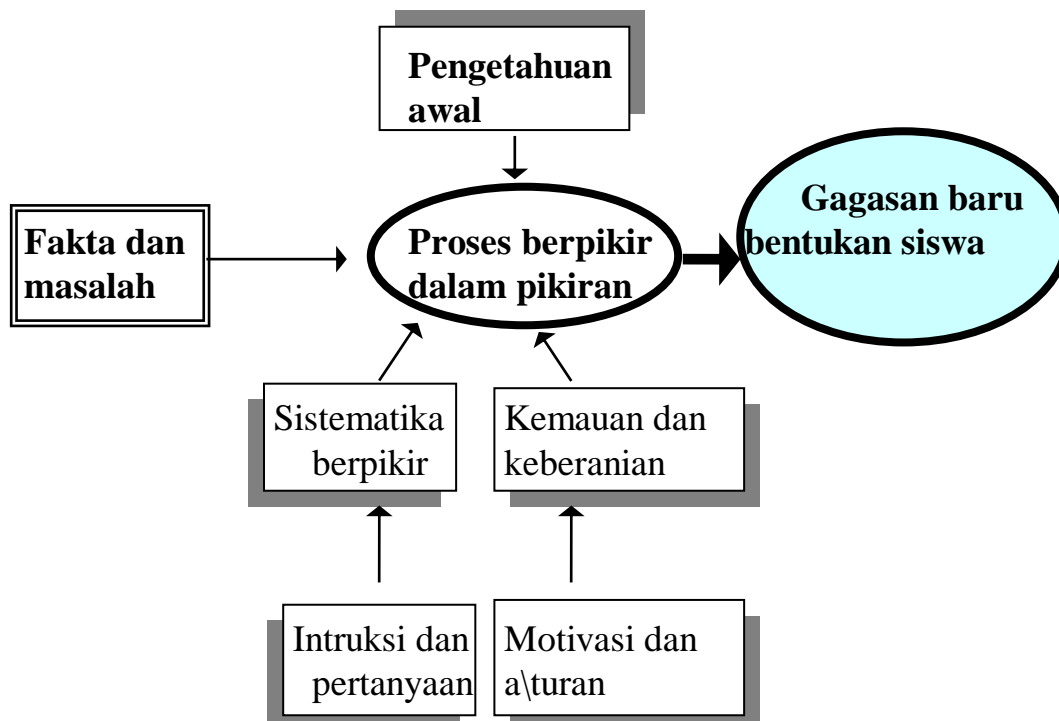 Pengetahuan
awal
Fakta dan
masalah
Proses berpikir
dalam pikiran
Gagasan baru
bentukan siswa
Sistematika
berpikir
Kemauan dan
keberanian
Intruksi dan
pertanyaan
Motivasi dan
a\turan